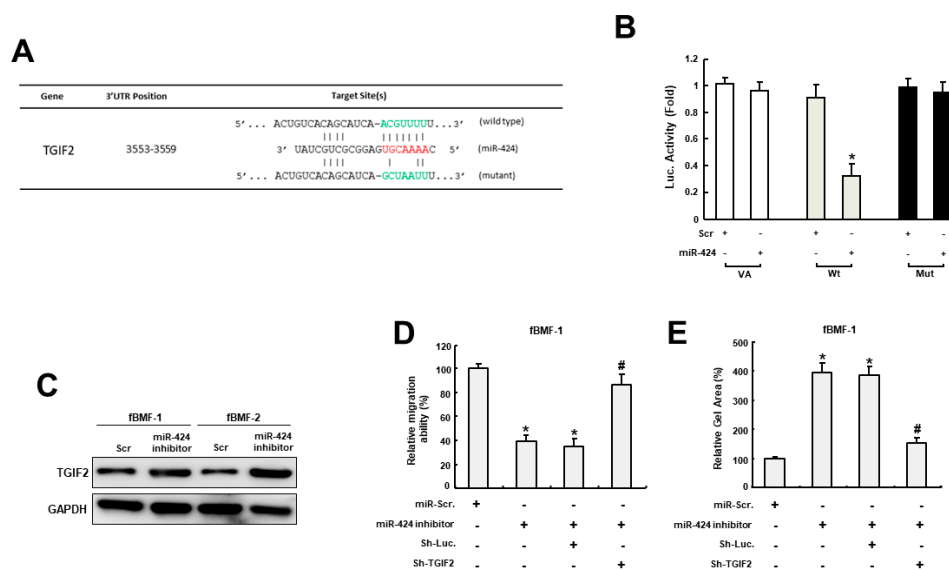 A
Gene 3'UTR Position Target Site(s)
5'... ACUGUCACAGCAUCA-ACGUUUUU...3' (wild type)
TGIF2 3553-3559 3' UAUCGUCGCGGAGUGCAAAAC 5' (miR-424)
5'... ACUGUCACAGCAUCA-GCUAAUUU...3' (mutant)
B
Luc. Activity (Fold)
1.2
1
0.8
0.6
0.4
0.2
0
*
Scr + - + - + -
miR-424 - + - + - +
VA Wt Mut
C
fBMF-1 fBMF-2
Scr miR-424 inhibitor Scr miR-424 inhibitor
TGIF2
GAPDH
D
fBMF-1
Relative migration ability (%)
120
100
80
60
40
20
0
* * #
miR-Scr. + - - -
miR-424 inhibitor - + + +
Sh-Luc. - - + -
Sh-TGIF2 - - - +
E
fBMF-1
Relative Gel Area (%)
500
400
300
200
100
0
* * #
miR-Scr. + - - -
miR-424 inhibitor - + + +
Sh-Luc. - - + -
Sh-TGIF2 - - - +